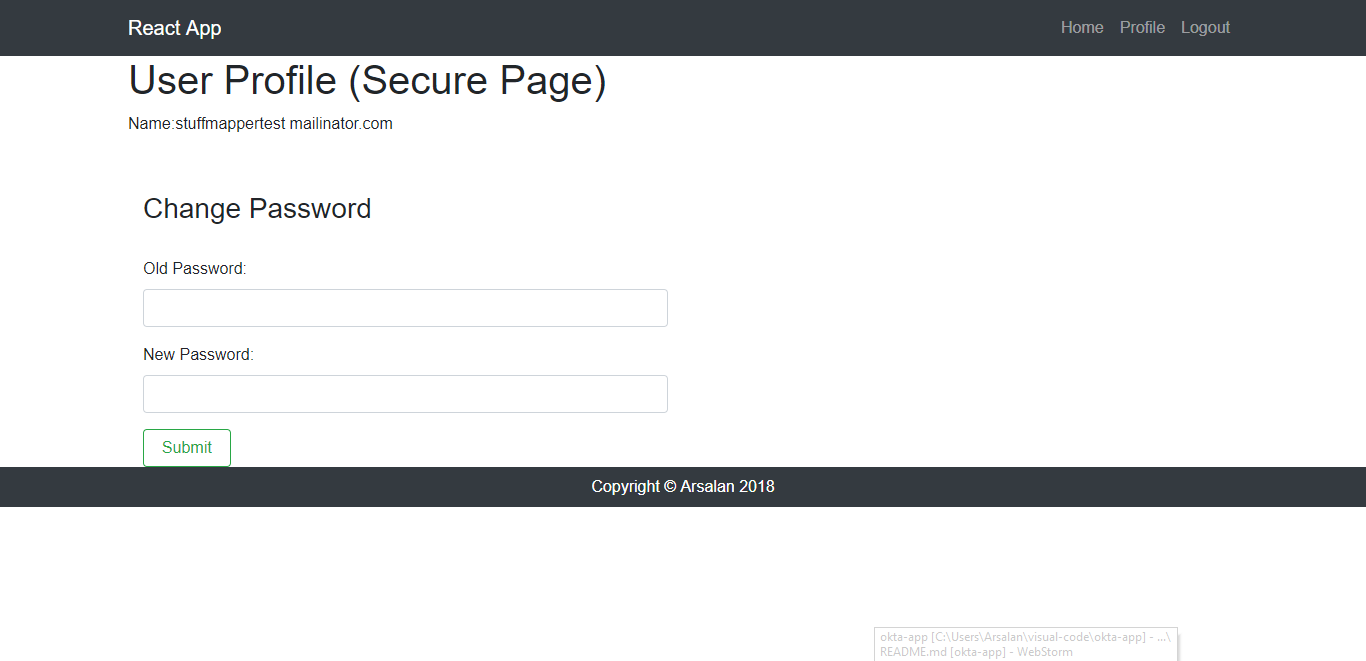 React App
Home Profile Logout
User Profile (Secure Page)
Name:stuffmappertest mailinator.com
Change Password
Old Password:
New Password:
Submit
Copyright © Arsalan 2018
okta-app [C:\Users\Arsalan\visual-code\okta-app] - ...\
README.md [okta-app] - WebStorm